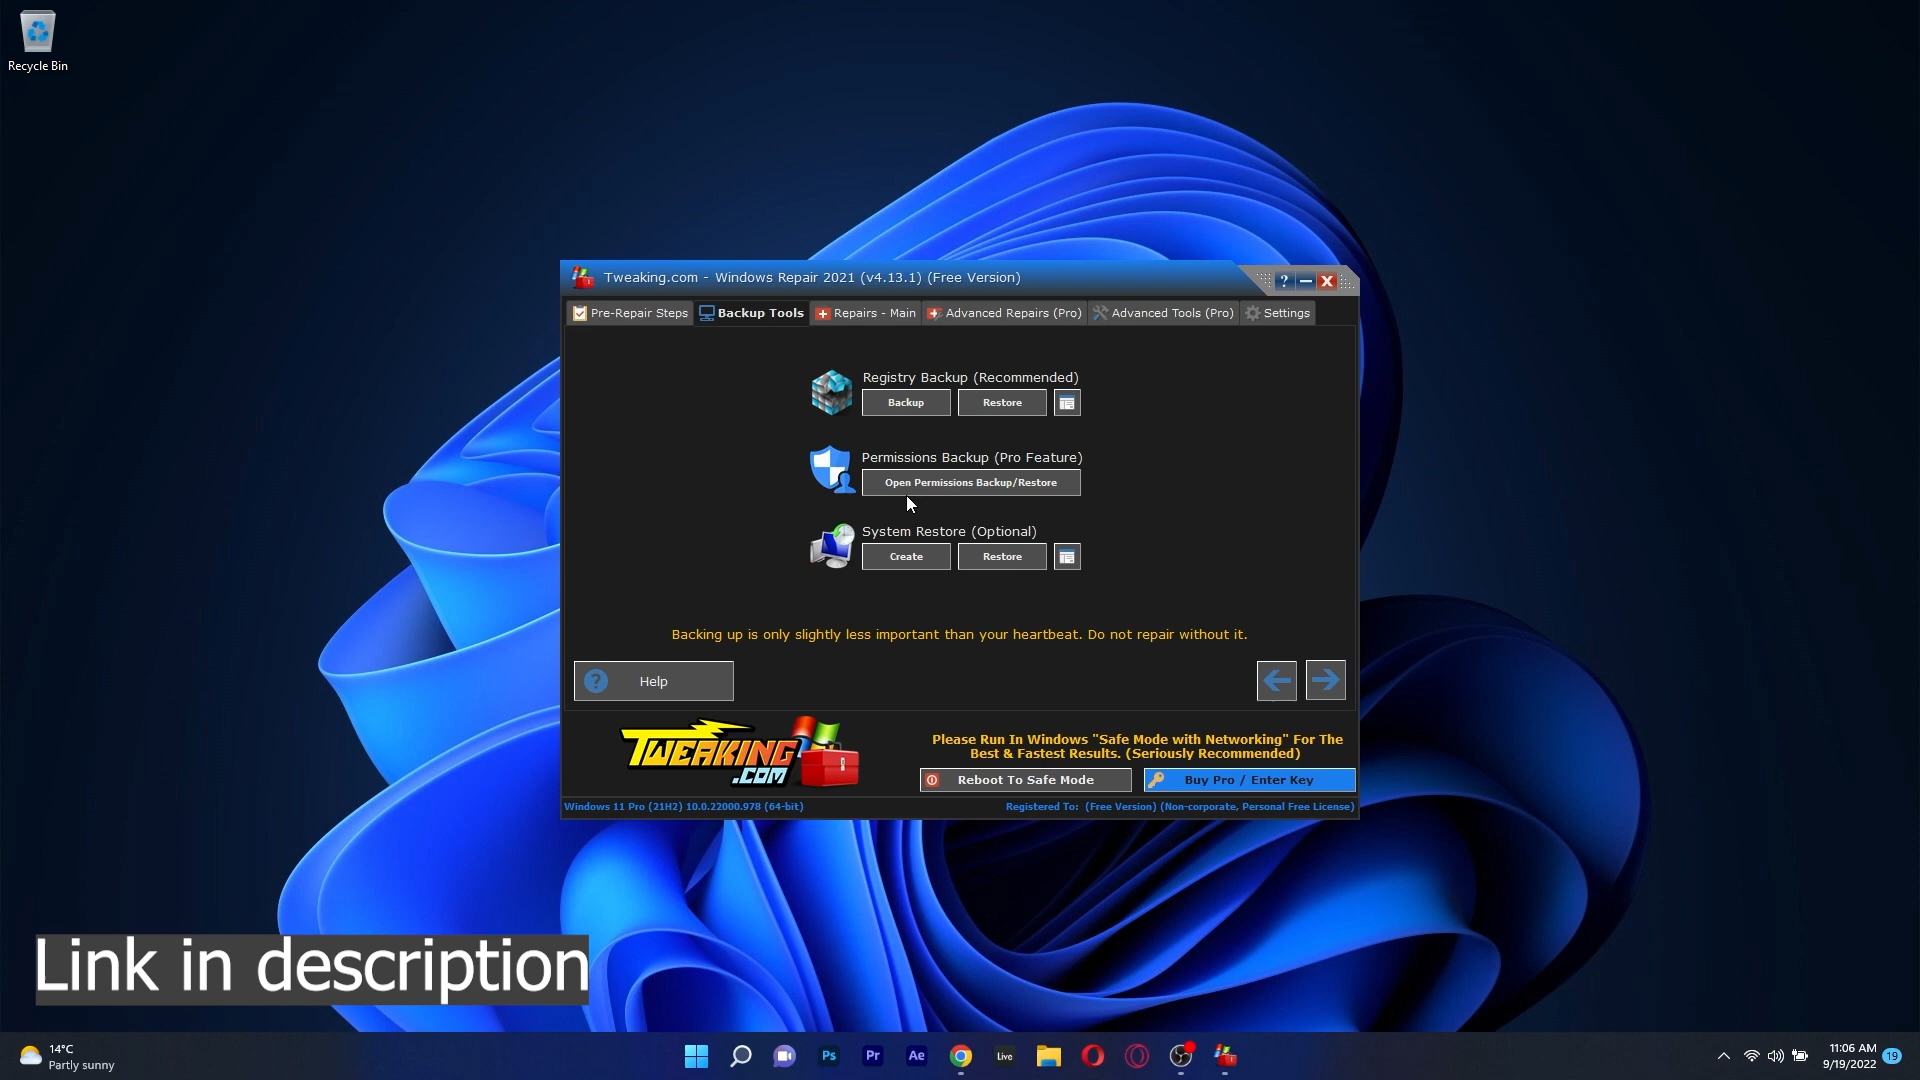 Recycle Bin
Tweaking.com - Windows Repair 2021 (v4.13.1) (Free Version)
?
X
Pre-Repair Steps
Backup Tools
Repairs - Main
Advanced Repairs (Pro)
Advanced Tools (Pro)
Settings
Registry Backup (Recommended)
Backup
Restore
Permissions Backup (Pro Feature)
Open Permissions Backup/Restore
System Restore (Optional)
Create
Restore
Backing up is only slightly less important than your heartbeat. Do not repair without it.
? Help
TWEAKING
.COM
Please Run In Windows "Safe Mode with Networking" For The
Best & Fastest Results. (Seriously Recommended)
Reboot To Safe Mode
Buy Pro / Enter Key
Windows 11 Pro (21H2) 10.0.22000.978 (64-bit)
Registered To: (Free Version) (Non-corporate, Personal Free License)
Link in description
14°C
Partly sunny
Ps
Pr
Ae
Live
11:06 AM
9/19/2022
19